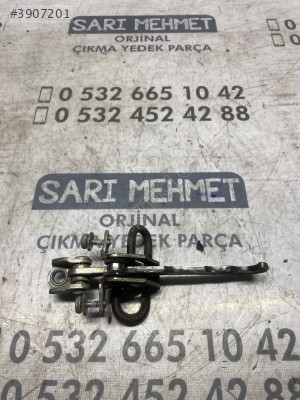 #3907201
SARI MEHMET
ORJİNAL
ÇIKMA YEDEK PARÇA
0 532 665 10 42
0 532 452 42 88
SARI MEHMET
ORJİNAL
ÇIKMA YEDEK PARÇA
0 532 665 10 42
0 532 452 42 88